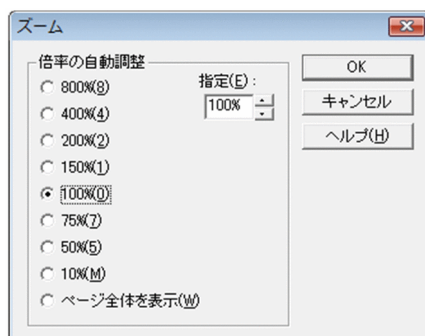 ズーム
倍率の自動調整
800%(8)
400%(4)
200%(2)
150%(1)
100%(0)
75%(7)
50%(5)
10%(M)
ページ全体を表示(W)
指定(E):
100%
OK
キャンセル
ヘルプ(H)